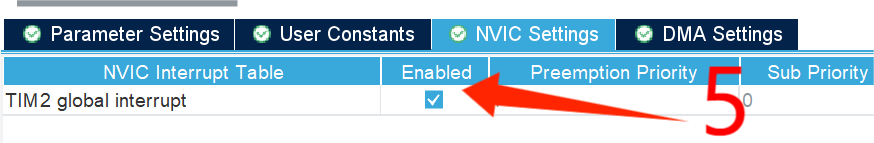 Parameter Settings User Constants NVIC Settings DMA Settings
NVIC Interrupt Table Enabled Preemption Priority Sub Priority
TIM2 global interrupt 5 0